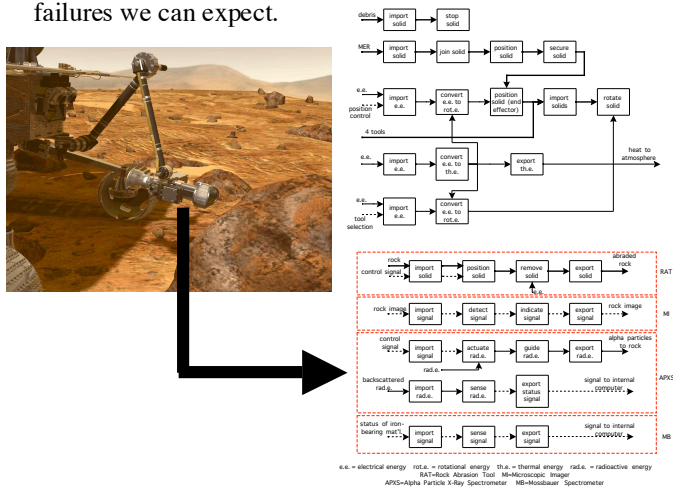 failures we can expect.
debris
import solid
stop solid
MER
import solid
join solid
position solid
secure solid
e.e.
position control
import e.e.
convert e.e. to rot.e.
position solid (end effector)
import solids
rotate solid
4 tools
e.e.
import e.e.
convert e.e. to th.e.
export th.e.
heat to atmosphere
e.e.
tool selection
import e.e.
convert e.e. to rot.e.
rock
control signal
import solid
position solid
remove solid
export solid
abraded rock
e.e.
RAT
rock image
import signal
detect signal
indicate signal
export signal
rock image
MI
control signal
import signal
actuate rad.e.
guide rad.e.
export rad.e.
alpha particles to rock
rad.e.
APXS
backscattered rad.e.
import rad.e.
sense rad.e.
export status signal
signal to internal computer
status of iron-bearing mat'l.
import signal
sense signal
export signal
signal to internal computer
MB
e.e. = electrical energy rot.e. = rotational energy th.e. = thermal energy rad.e. = radioactive energy
RAT=Rock Abrasion Tool MI=Microscopic Imager
APXS=Alpha Particle X-Ray Spectrometer MB=Mossbauer Spectrometer